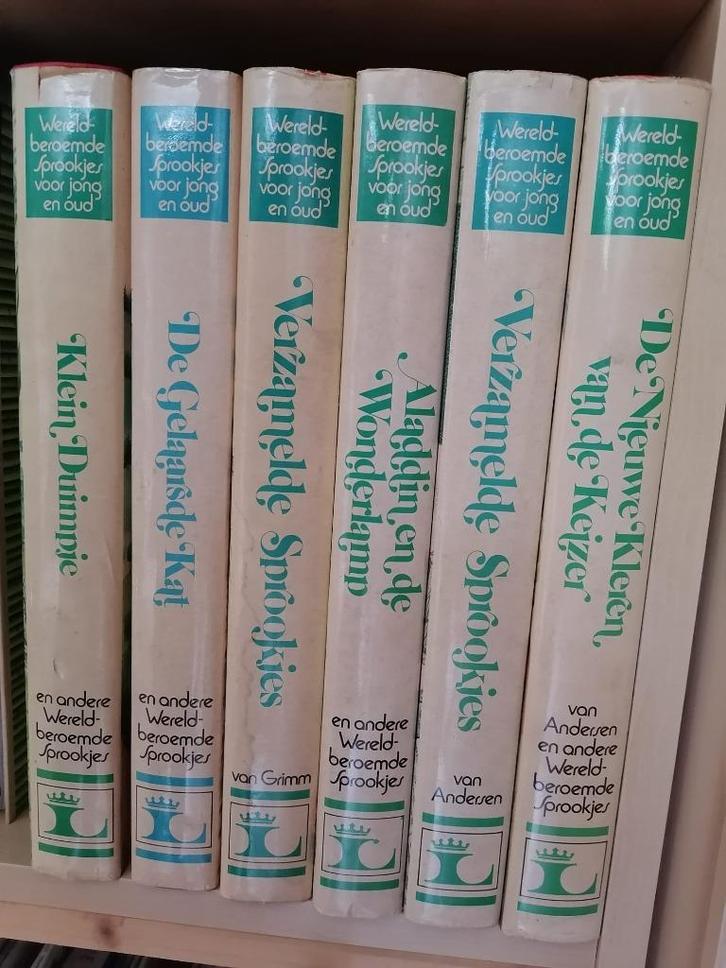 Wereld-
beroemde
Sprookjes
voor jong
en oud
Klein Duimpje
en andere
Wereld-
beroemde
Sprookjes
L
Wereld-
beroemde
Sprookjes
voor jong
en oud
De Gelaarsde Kat
en andere
Wereld-
beroemde
Sprookjes
L
Wereld-
beroemde
Sprookjes
voor jong
en oud
Verzamelde Sprookjes
van Grimm
L
Wereld-
beroemde
Sprookjes
voor jong
en oud
Aladdin en de
Wonderlamp
en andere
Wereld-
beroemde
Sprookjes
L
Wereld-
beroemde
Sprookjes
voor jong
en oud
Verzamelde Sprookjes
van
Andersen
L
Wereld-
beroemde
Sprookjes
voor jong
en oud
De Nieuwe Kleren
van de Keizer
van
Andersen
en andere
Wereld-
beroemde
Sprookjes
L